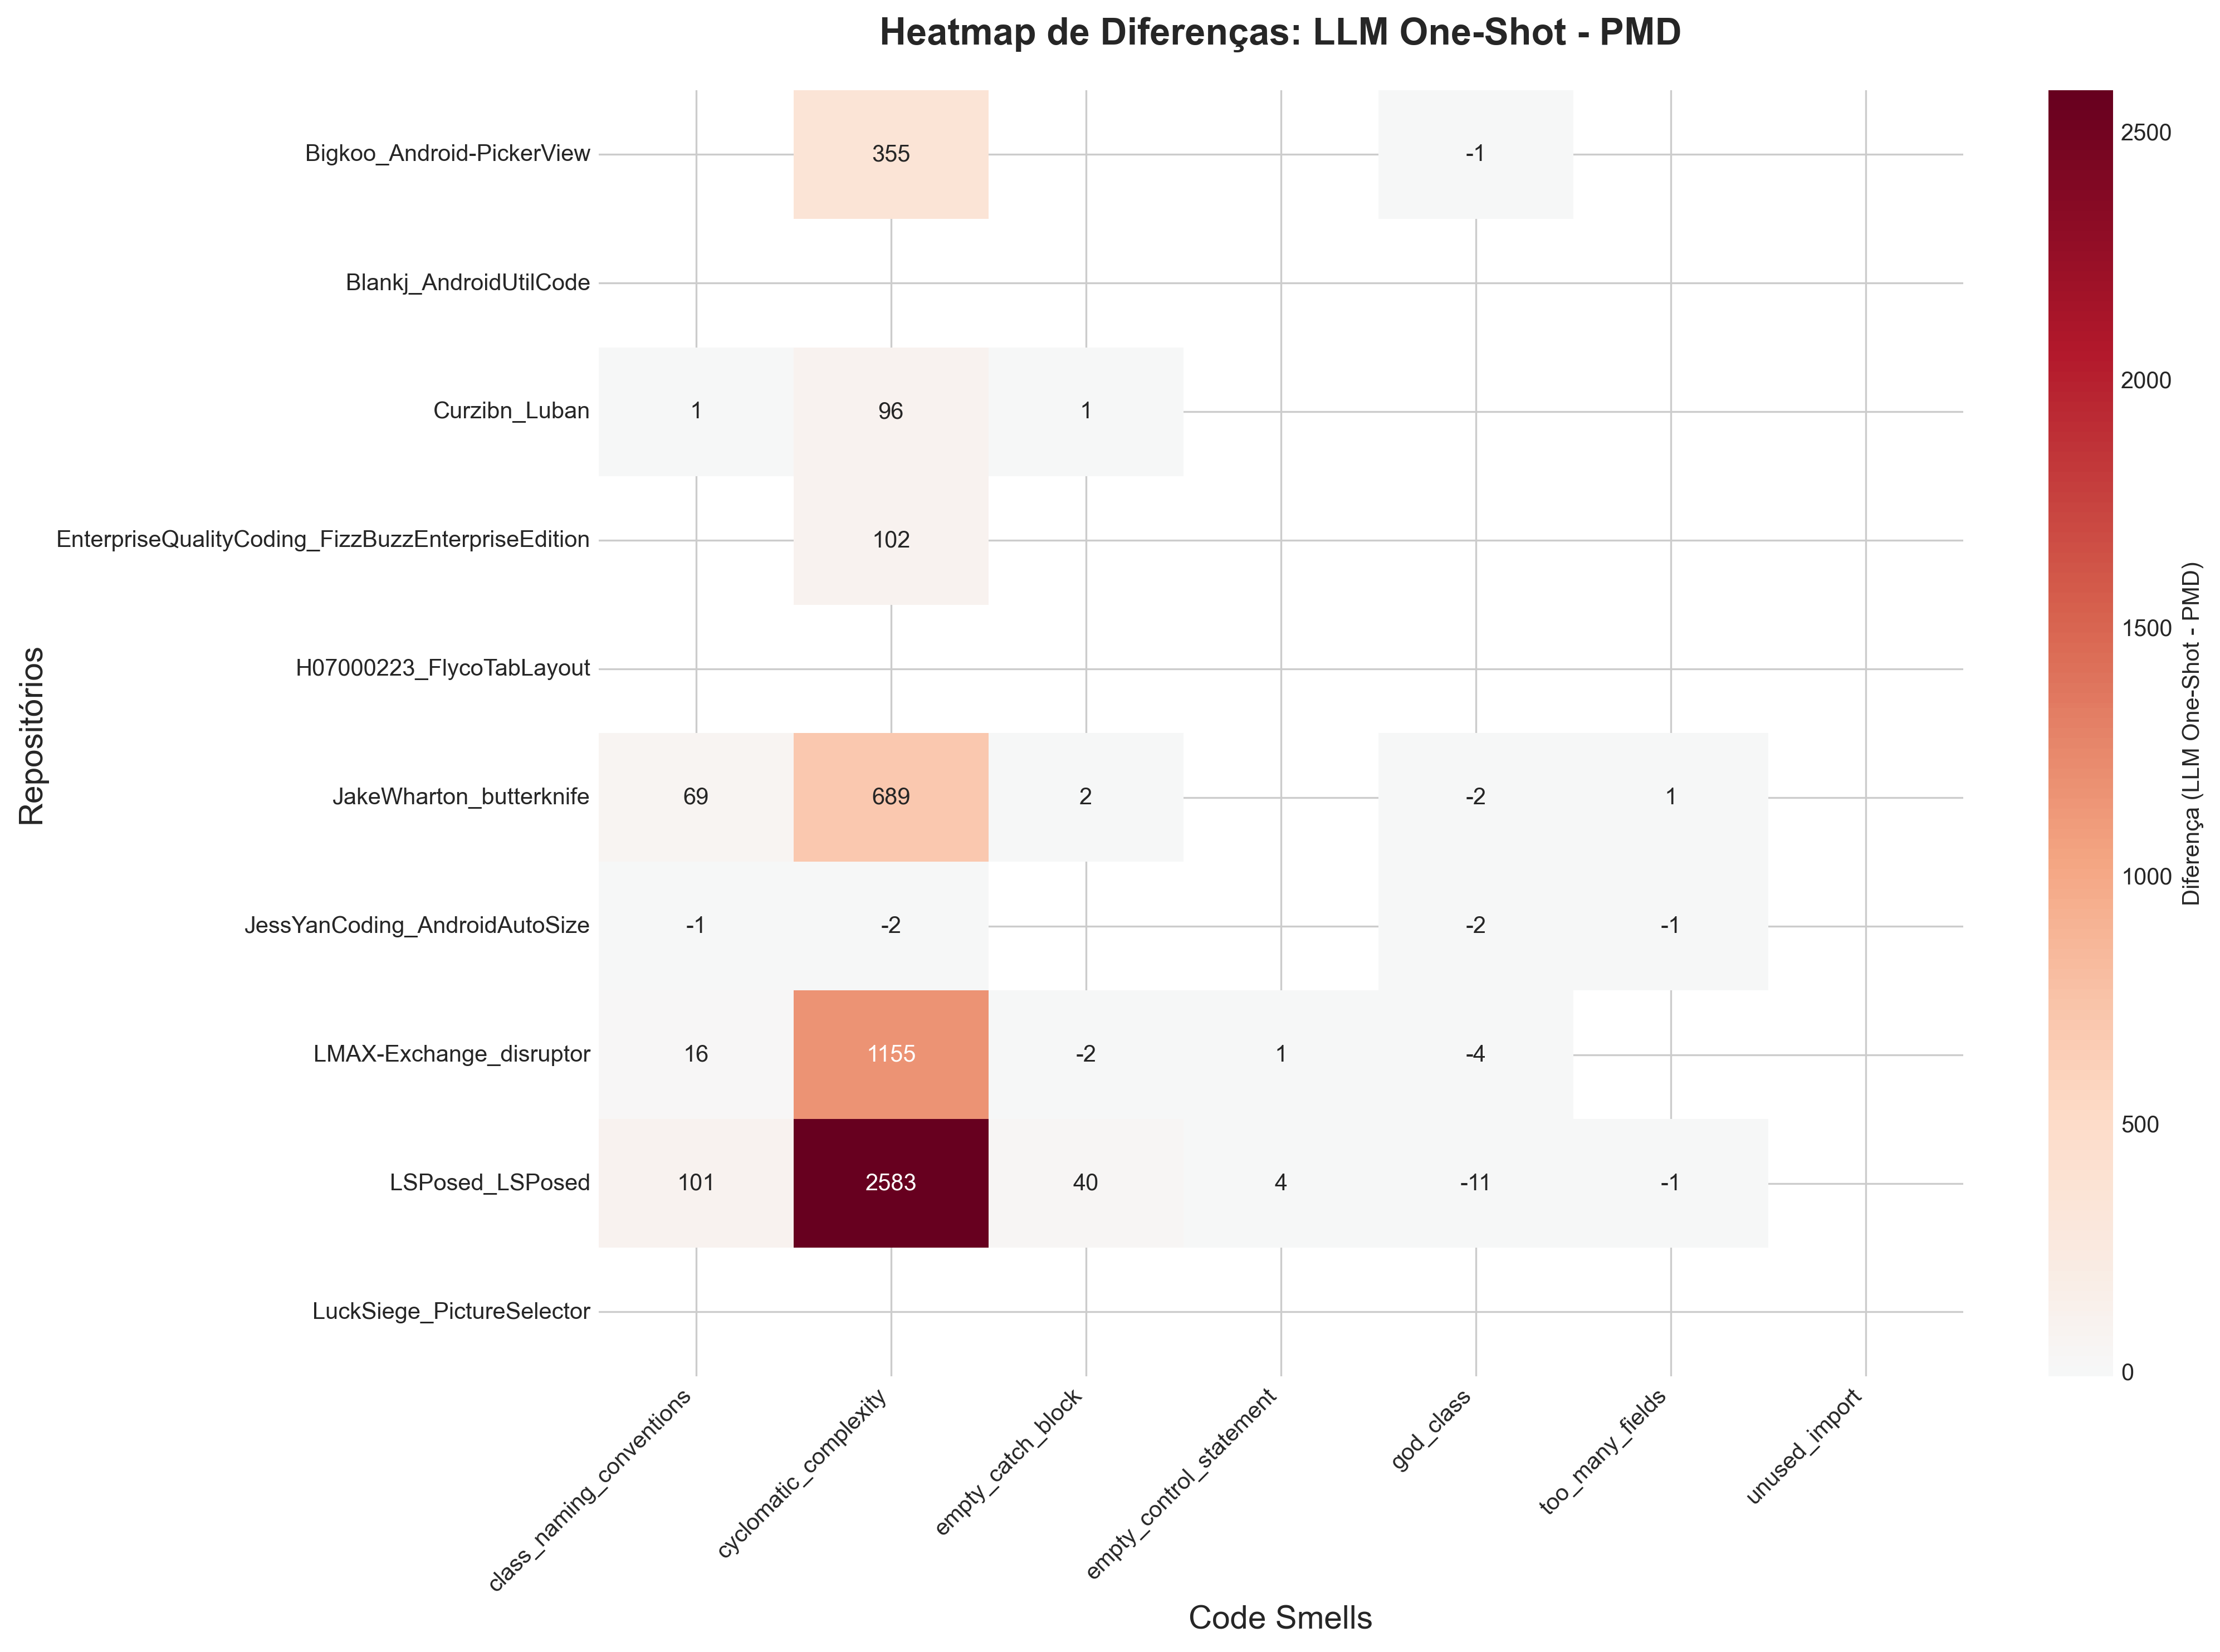 Heatmap de Diferenças: LLM One-Shot - PMD
Repositórios
Bigkoo_Android-PickerView
355
-1
Blankj_AndroidUtilCode
Curzibn_Luban
1
96
1
EnterpriseQualityCoding_FizzBuzzEnterpriseEdition
102
H07000223_FlycoTabLayout
JakeWharton_butterknife
69
689
2
-2
1
JessYanCoding_AndroidAutoSize
-1
-2
-2
-1
LMAX-Exchange_disruptor
16
1155
-2
1
-4
LSPosed_LSPosed
101
2583
40
4
-11
-1
LuckSiege_PictureSelector
class_naming_conventions
cyclomatic_complexity
empty_catch_block
empty_control_statement
god_class
too_many_fields
unused_import
Code Smells
2500
2000
1500
1000
500
0
Diferença (LLM One-Shot - PMD)